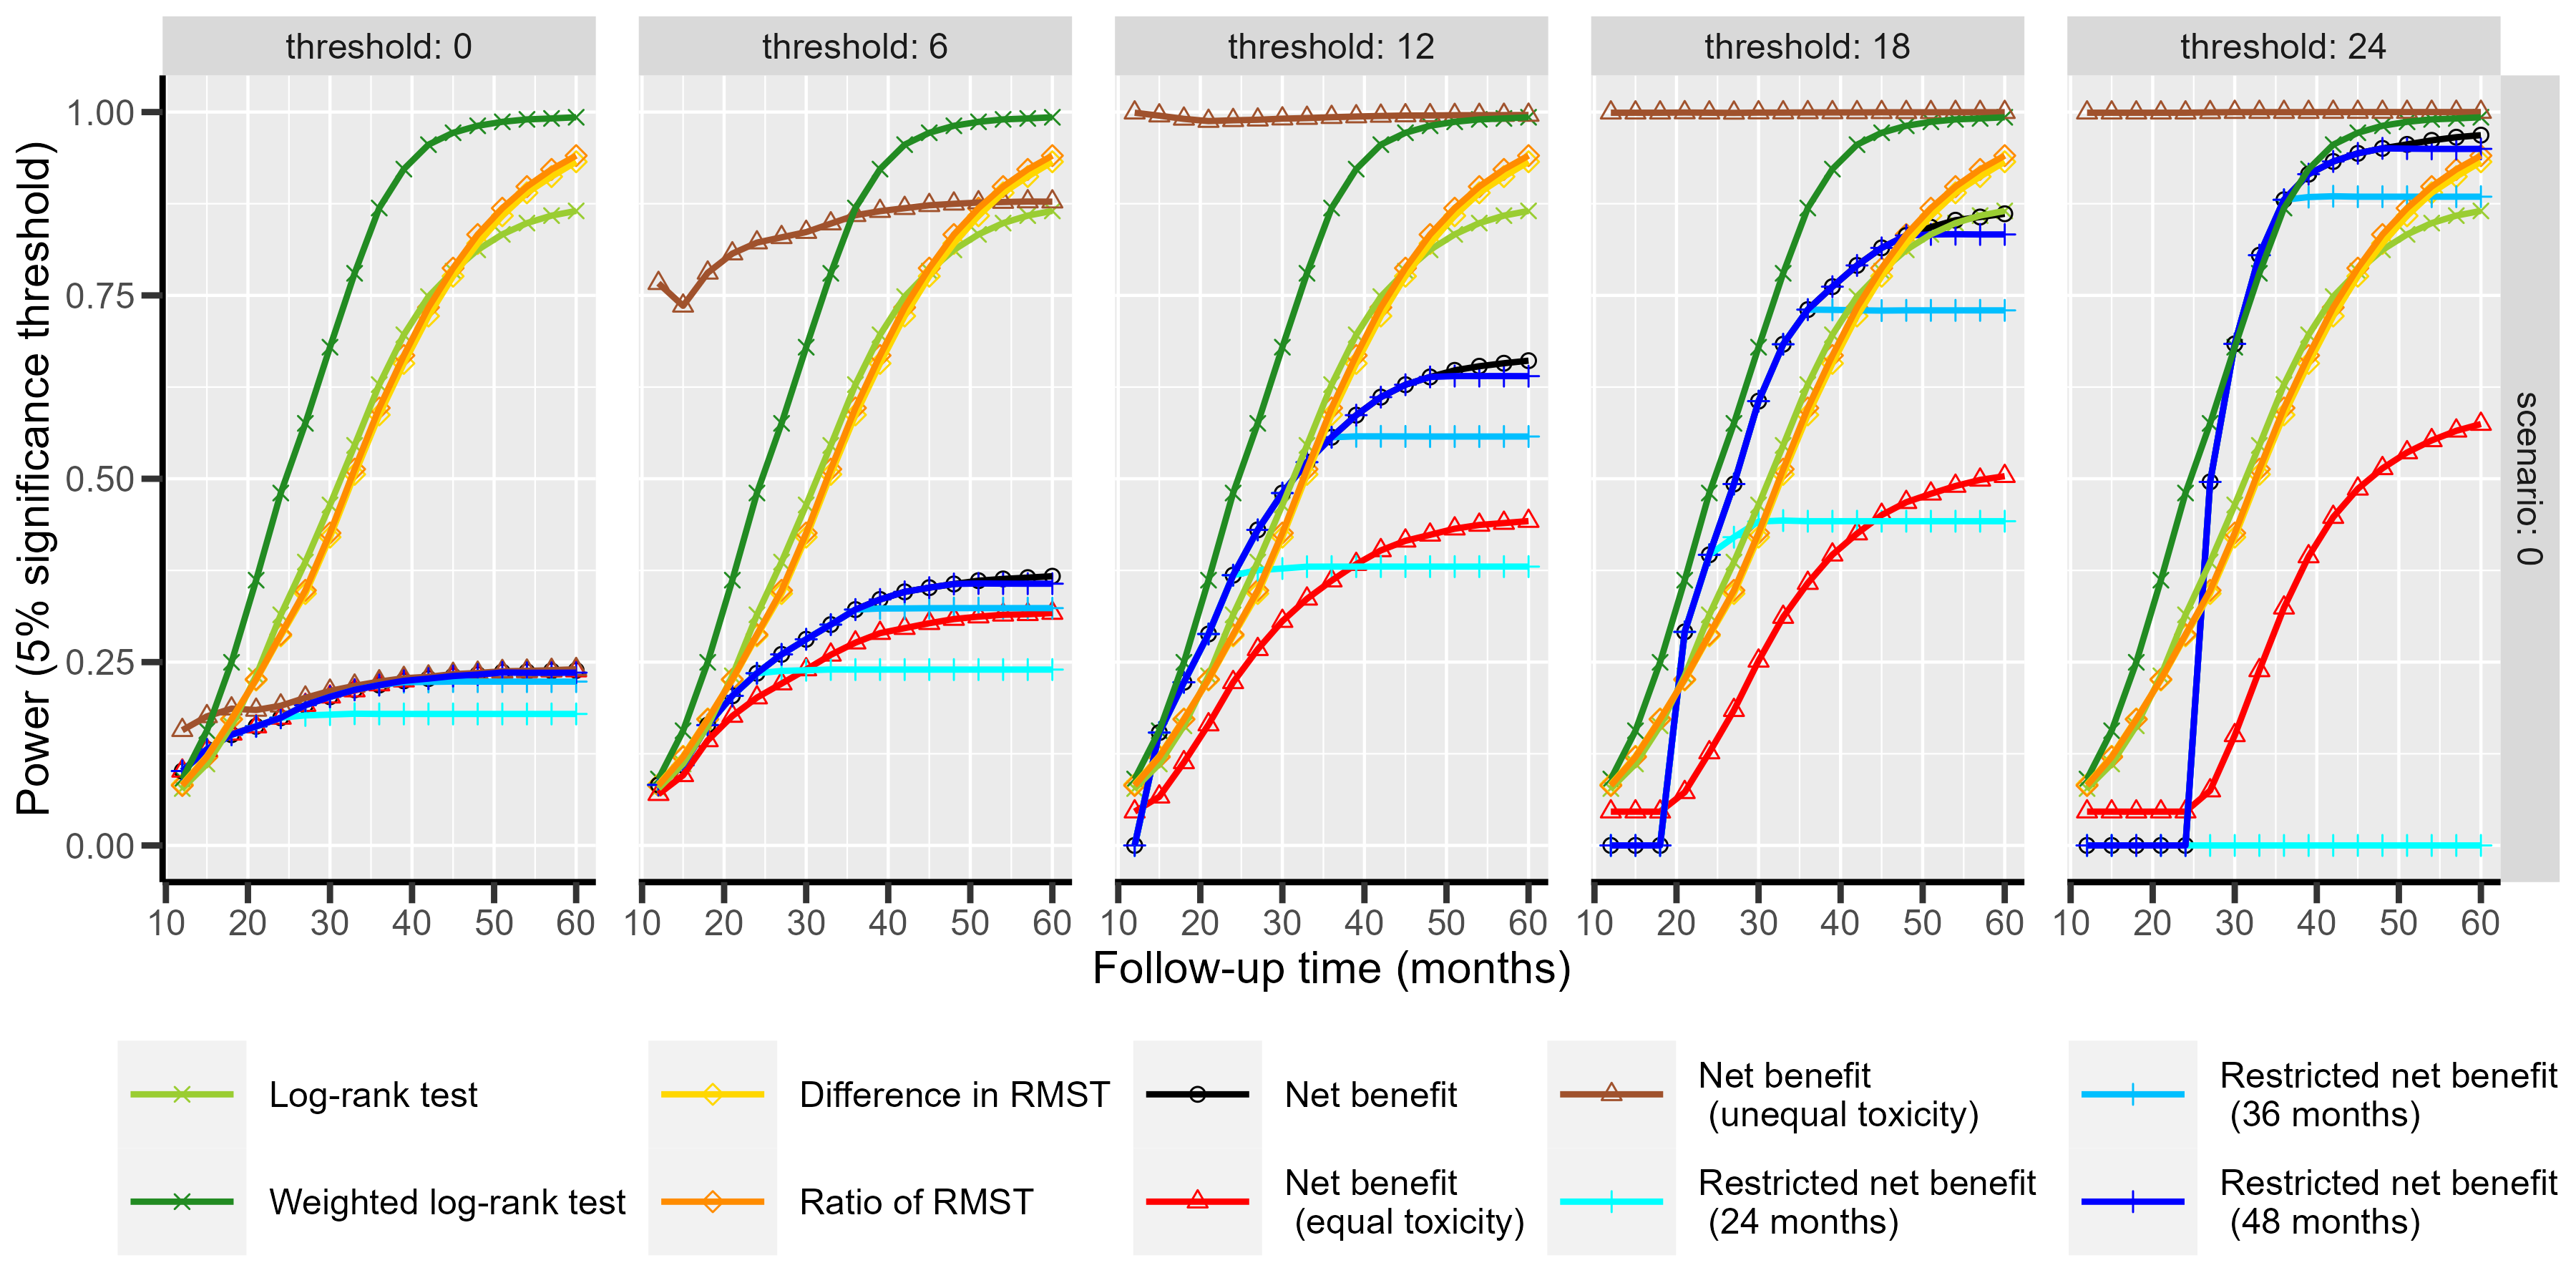 threshold: 0
threshold: 6
threshold: 12
threshold: 18
threshold: 24
Power (5% significance threshold)
1.00
0.75
0.50
0.25
0.00
scenario: 0
10 20 30 40 50 60
10 20 30 40 50 60
10 20 30 40 50 60
10 20 30 40 50 60
10 20 30 40 50 60
Follow-up time (months)
Log-rank test
Weighted log-rank test
Difference in RMST
Ratio of RMST
Net benefit
Net benefit
(equal toxicity)
Net benefit
(unequal toxicity)
Restricted net benefit
(24 months)
Restricted net benefit
(36 months)
Restricted net benefit
(48 months)